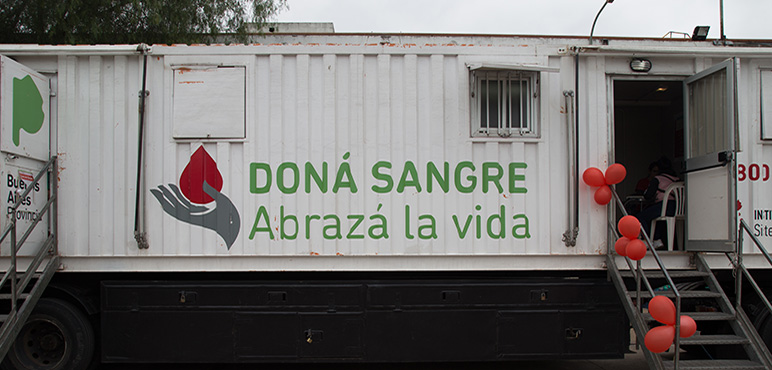 Buenos
Aires
Provincia
DONÁ SANGRE
Abrazá la vida